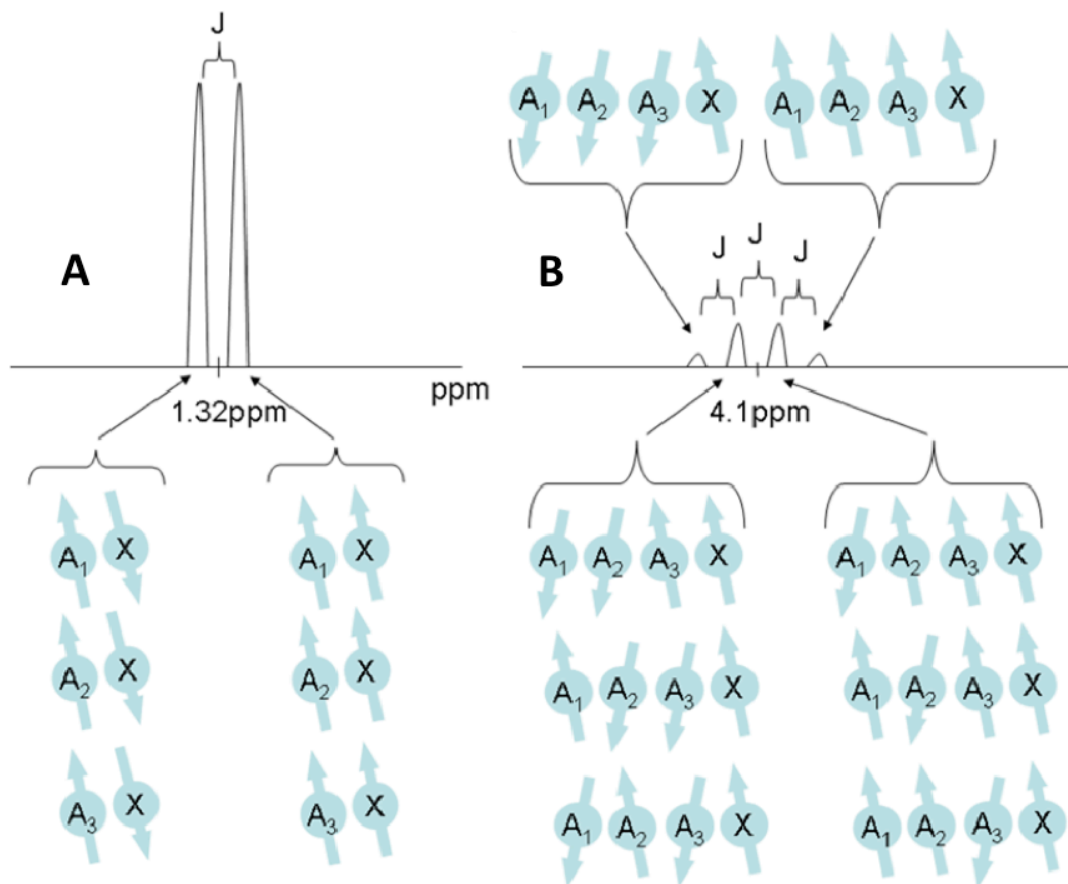 J
A₁ A₂ A₃ X A₁ A₂ A₃ X
A
B
J J J
1.32ppm
ppm
4.1ppm
A₁ X A₁ X
A₁ A₂ A₃ X A₁ A₂ A₃ X
A₂ X A₂ X
A₁ A₂ A₃ X A₁ A₂ A₃ X
A₃ X A₃ X
A₁ A₂ A₃ X A₁ A₂ A₃ X